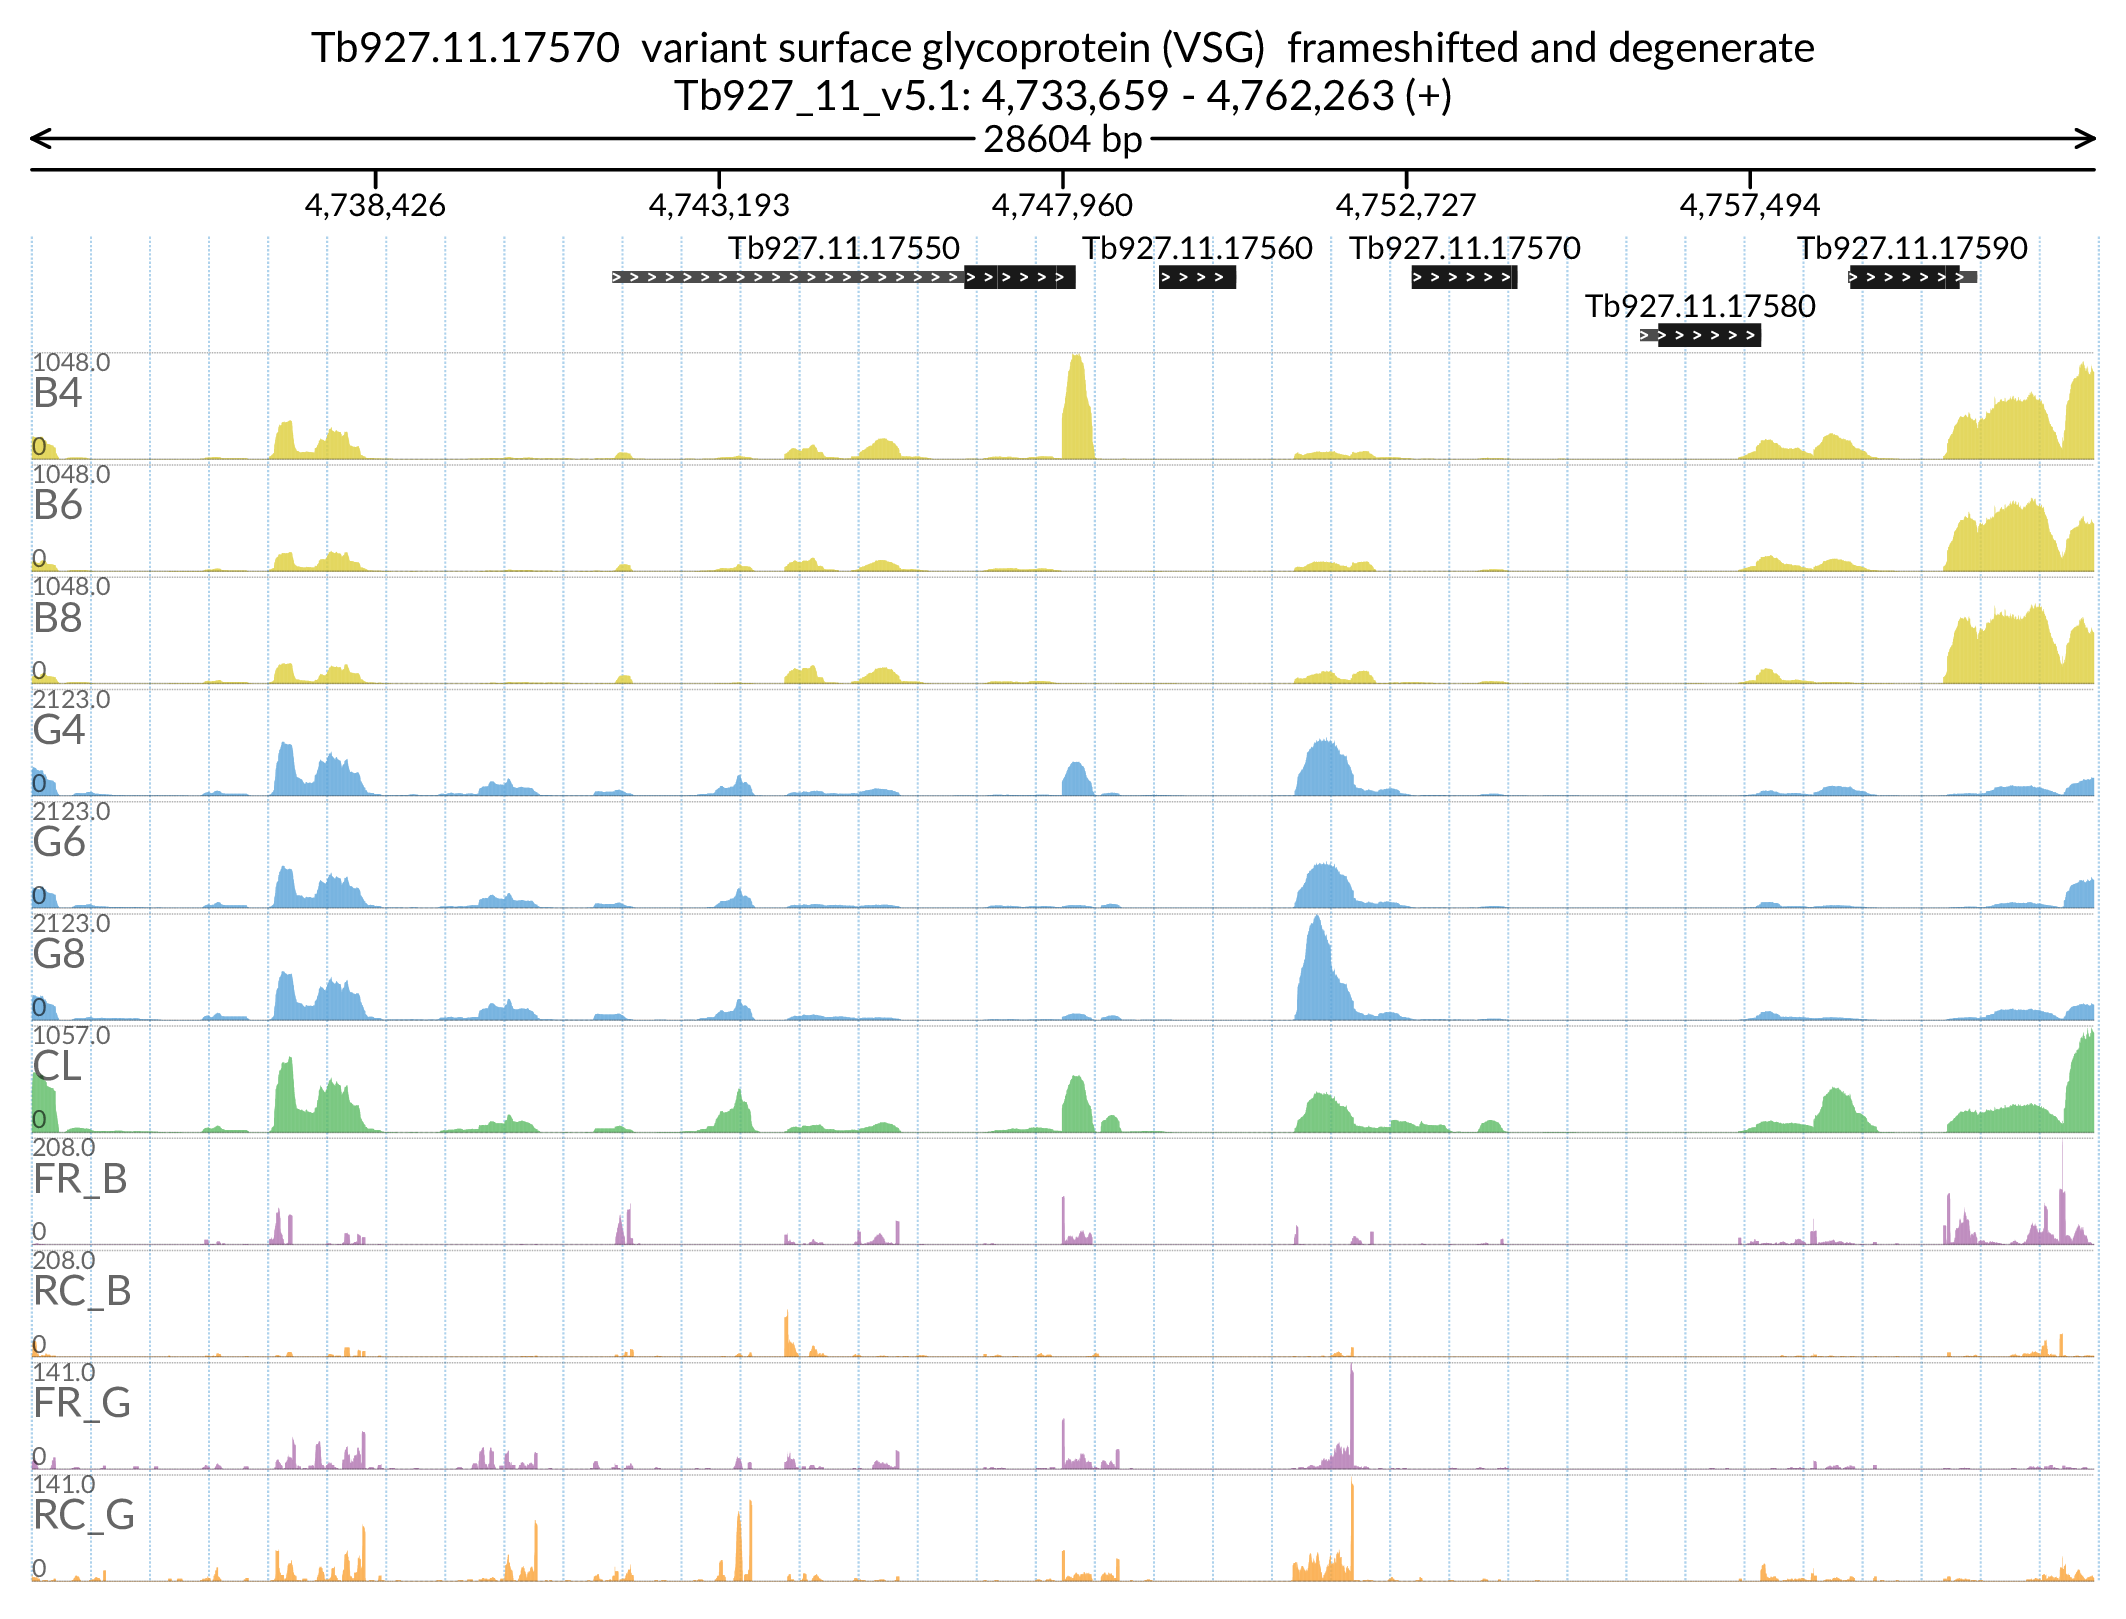 Tb927.11.17570 variant surface glycoprotein (VSG) frameshifted and degenerate
Tb927_11_v5.1: 4,733,659 - 4,762,263 (+)
28604 bp
4,738,426 4,743,193 4,747,960 4,752,727 4,757,494
Tb927.11.17550 Tb927.11.17560 Tb927.11.17570 Tb927.11.17590
Tb927.11.17580
1048.0
B4
0
1048.0
B6
0
1048.0
B8
0
2123.0
G4
0
2123.0
G6
0
2123.0
G8
0
1057.0
CL
0
208.0
FR_B
0
208.0
RC_B
0
141.0
FR_G
0
141.0
RC_G
0